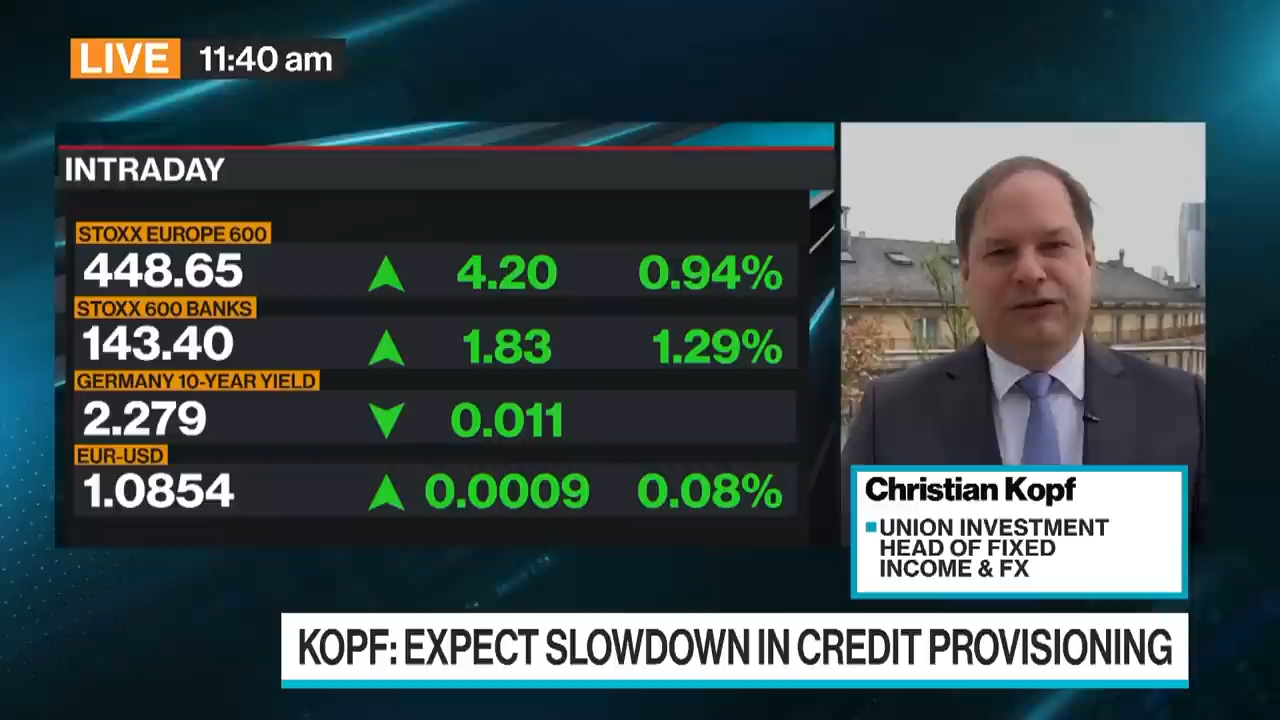 LIVE 11:40 am
INTRADAY
STOXX EUROPE 600
448.65 ▲ 4.20 0.94%
STOXX 600 BANKS
143.40 ▲ 1.83 1.29%
GERMANY 10-YEAR YIELD
2.279 ▼ 0.011
EUR-USD
1.0854 ▲ 0.0009 0.08%
Christian Kopf
UNION INVESTMENT
HEAD OF FIXED
INCOME & FX
KOPF: EXPECT SLOWDOWN IN CREDIT PROVISIONING